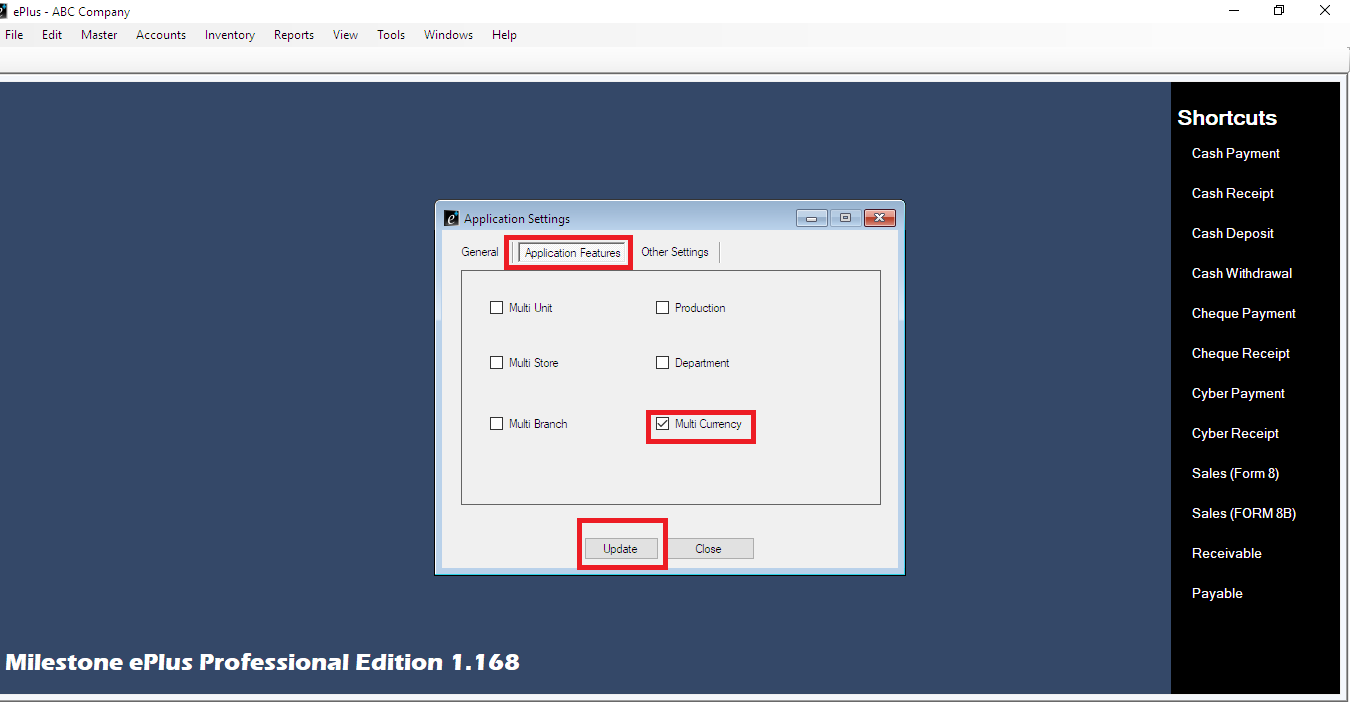 ePlus - ABC Company
File Edit Master Accounts Inventory Reports View Tools Windows Help
Shortcuts
Cash Payment
Cash Receipt
Cash Deposit
Cash Withdrawal
Cheque Payment
Cheque Receipt
Cyber Payment
Cyber Receipt
Sales (Form 8)
Sales (FORM 8B)
Receivable
Payable
Application Settings
General Application Features Other Settings
Multi Unit Production
Multi Store Department
Multi Branch Multi Currency
Update Close
Milestone ePlus Professional Edition 1.168